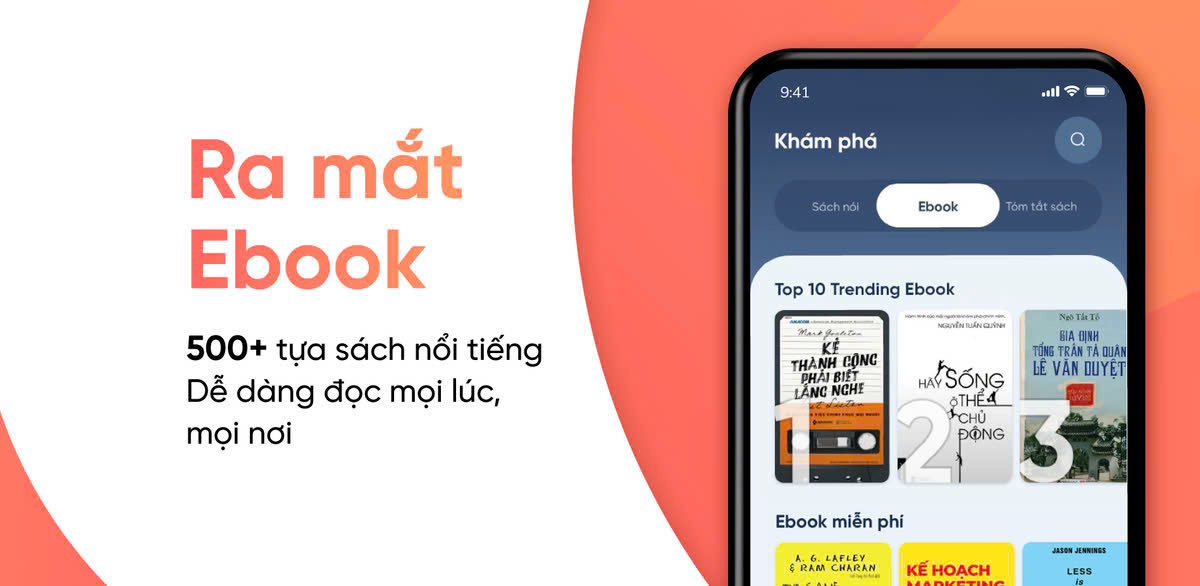 Ra mắt
Ebook
500+ tựa sách nổi tiếng
Dễ dàng đọc mọi lúc,
mọi nơi
9:41
Khám phá
Sách nói
Ebook
Tóm tắt sách
Top 10 Trending Ebook
Mark Goulston
KẺ
THÀNH CÔNG
PHẢI BIẾT
LẮNG NGHE
Just Listen
1
NGUYỄN TUẤN QUỲNH
HÃY SỐNG
Ở THỂ
CHỦ
ĐỘNG
2
Ngô Tất Tố
GIA ĐỊNH
TỔNG TRẤN TẢ QUÂN
LÊ VĂN DUYỆT
3
Ebook miễn phí
A. G. LAFLEY
& RAM CHARAN
KẾ HOẠCH
MARKETING
JASON JENNINGS
LESS
is